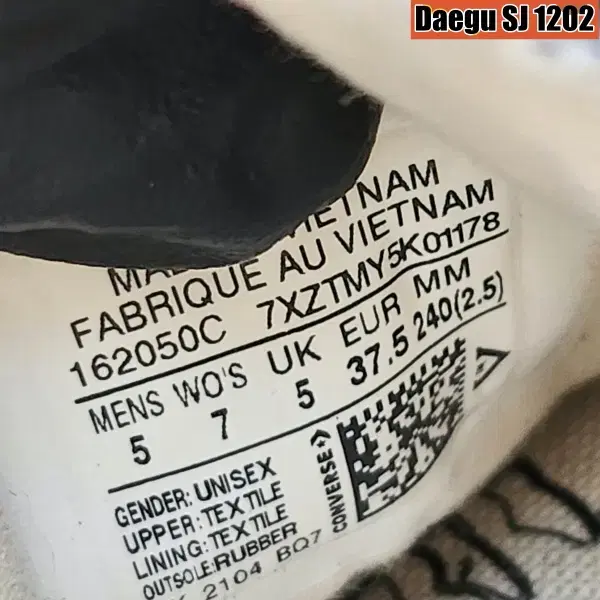 Daegu SJ 1202
VIETNAM
FABRIQUE AU VIETNAM
162050C 7XZTMY5K01178
MENS WO'S UK EUR MM
5 7 5 37.5 240(2.5)
GENDER: UNISEX
UPPER: TEXTILE
LINING: TEXTILE
OUTSOLE: RUBBER
2104 BQ7
CONVERSE